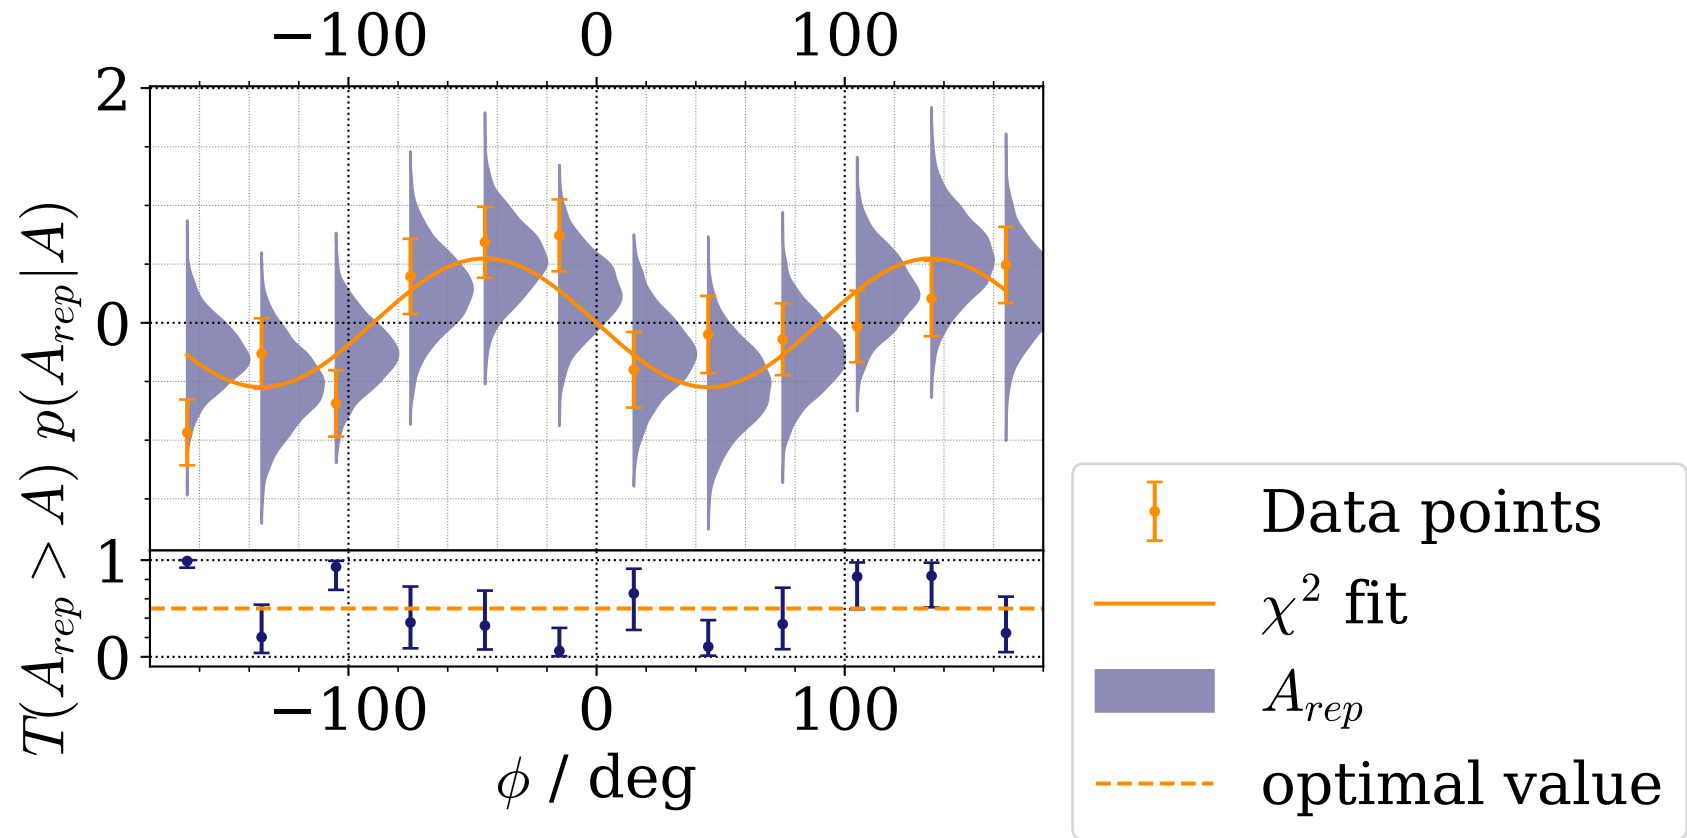 −100 0 100
2
0
p(A_rep|A)
1
0
T(A_rep > A)
−100 0 100
ϕ / deg
Data points
χ² fit
A_rep
optimal value